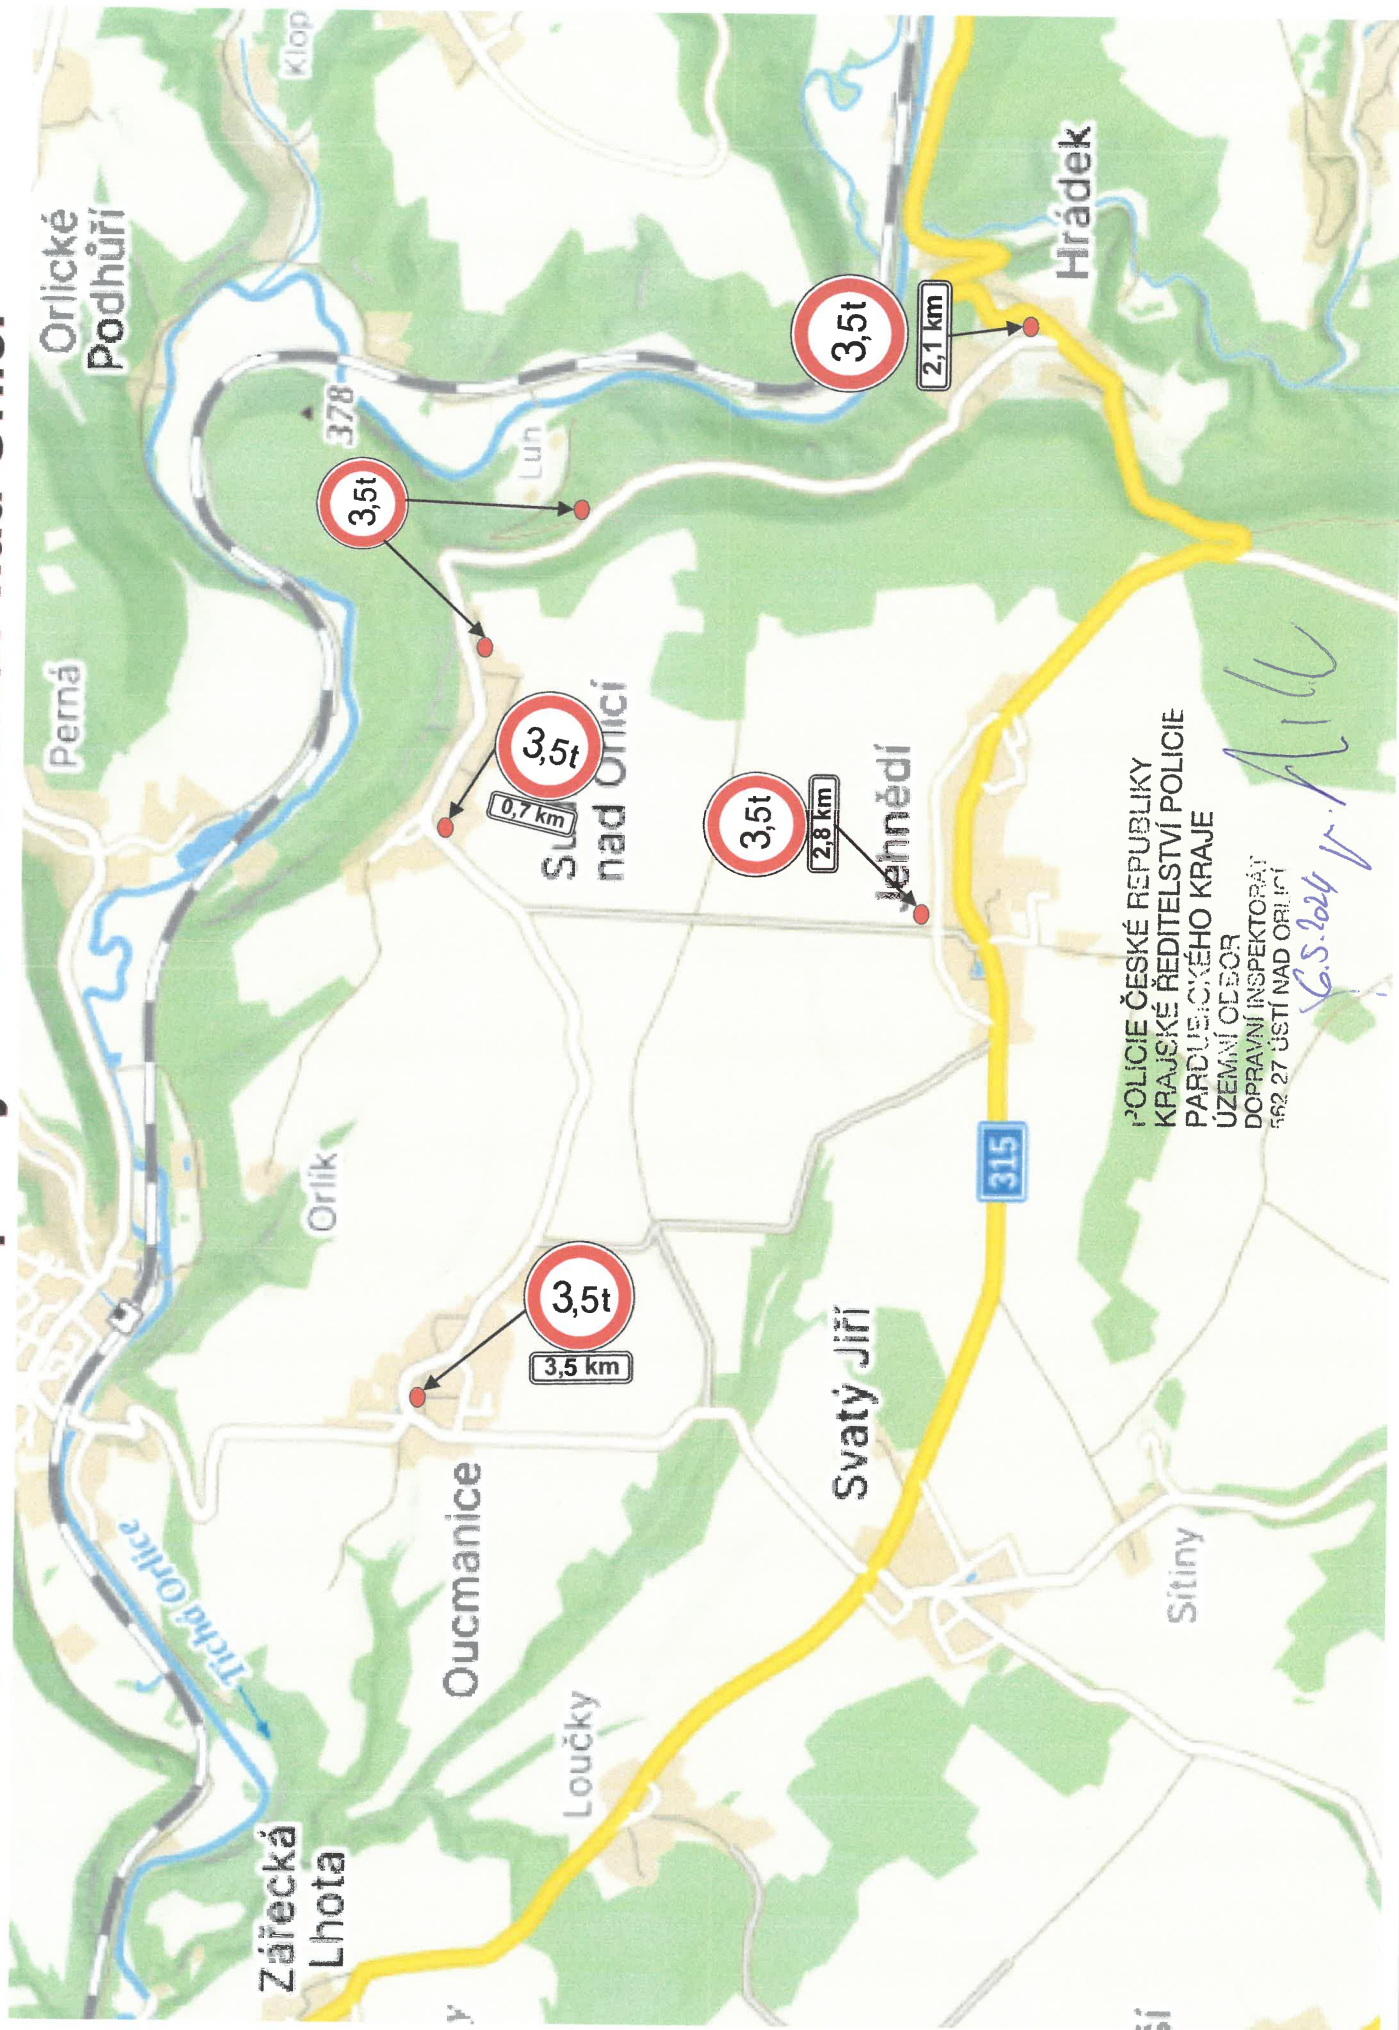 Zářecká
Lhota
Tichá Orlice
Oucmanice
Loučky
Orlík
3,5t
3,5 km
Svatý Jiří
Sítiny
315
Perná
Orlické
Podhůří
Klop
378
3,5t
Luh
3,5t
0,7 km
nad Orlicí
3,5t
2,8 km
Jehnědí
3,5t
2,1 km
Hrádek
POLICIE ČESKÉ REPUBLIKY
KRAJSKÉ ŘEDITELSTVÍ POLICIE
PARDUBICKÉHO KRAJE
ÚZEMNÍ ODBOR
DOPRAVNÍ INSPEKTORÁT
562 27 ÚSTÍ NAD ORLICÍ
6.5.2024